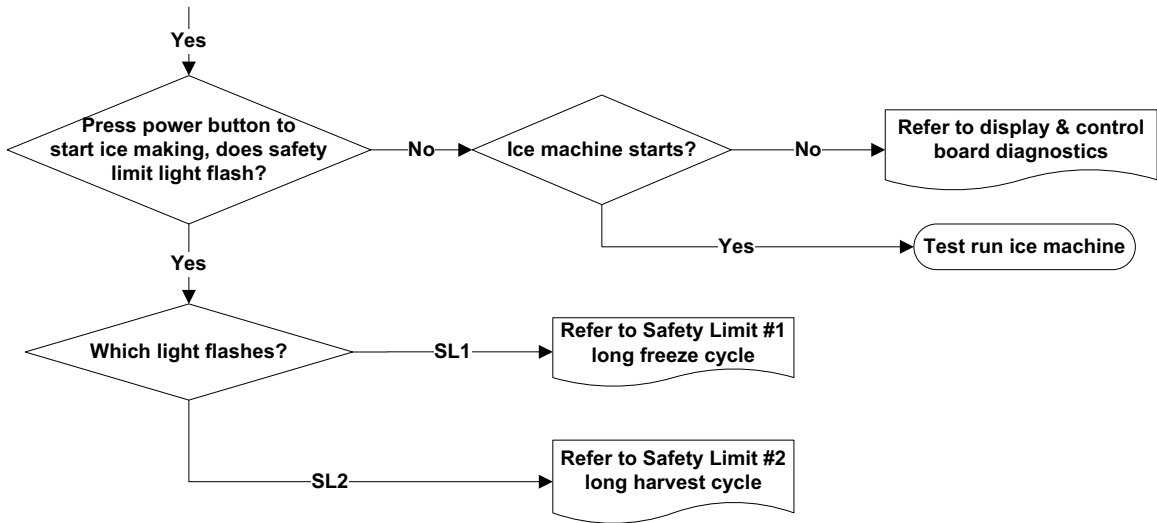 Yes
Press power button to
start ice making, does safety
limit light flash?
No
Ice machine starts?
No
Refer to display & control
board diagnostics
Yes
Test run ice machine
Yes
Which light flashes?
SL1
Refer to Safety Limit #1
long freeze cycle
SL2
Refer to Safety Limit #2
long harvest cycle